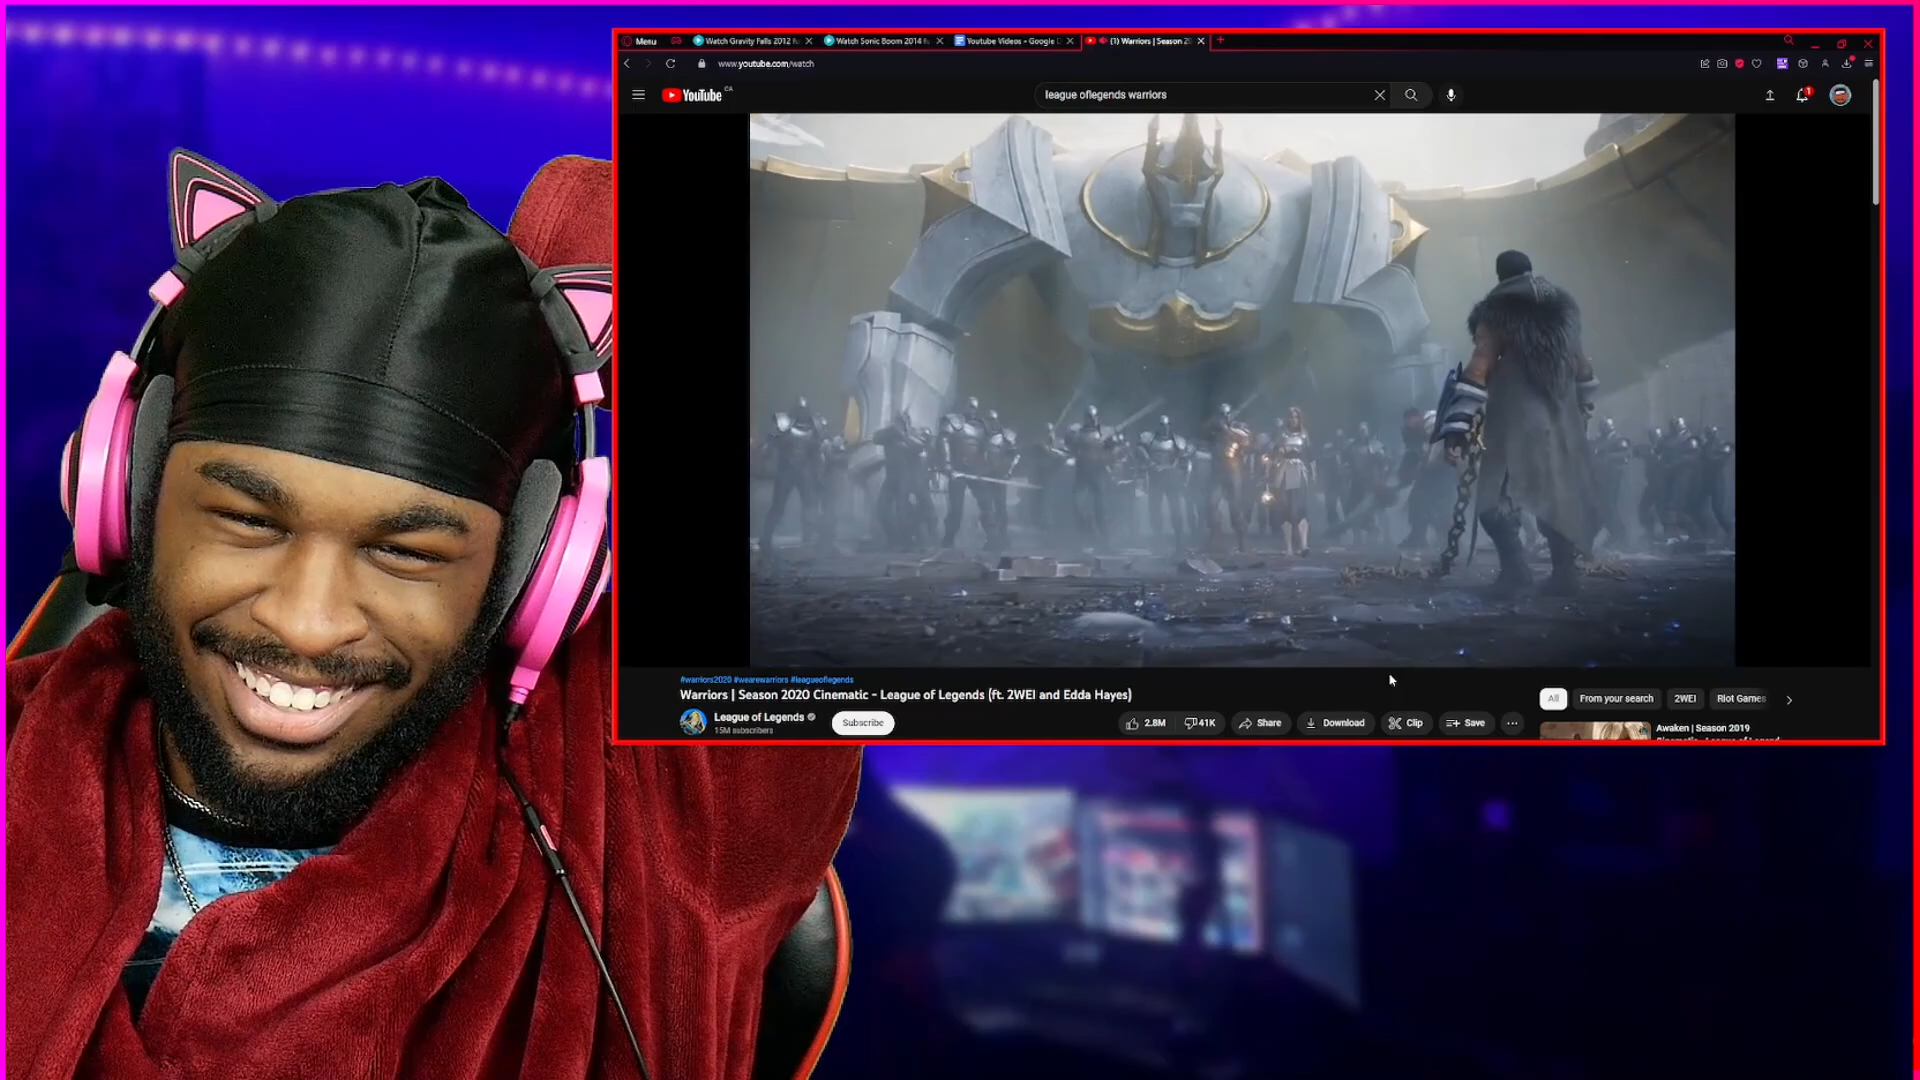 Menu
Watch Gravity Falls 2012 f
Watch Sonic Boom 2014 f
Youtube Videos - Google
(1) Warriors | Season 2
www.youtube.com/watch
YouTube CA
league oflegends warriors
1
#warriors2020 #wearewarriors #leagueoflegends
Warriors | Season 2020 Cinematic - League of Legends (ft. 2WEI and Edda Hayes)
League of Legends
15M subscribers
Subscribe
2.8M
41K
Share
Download
Clip
Save
All
From your search
2WEI
Riot Games
Awaken | Season 2019